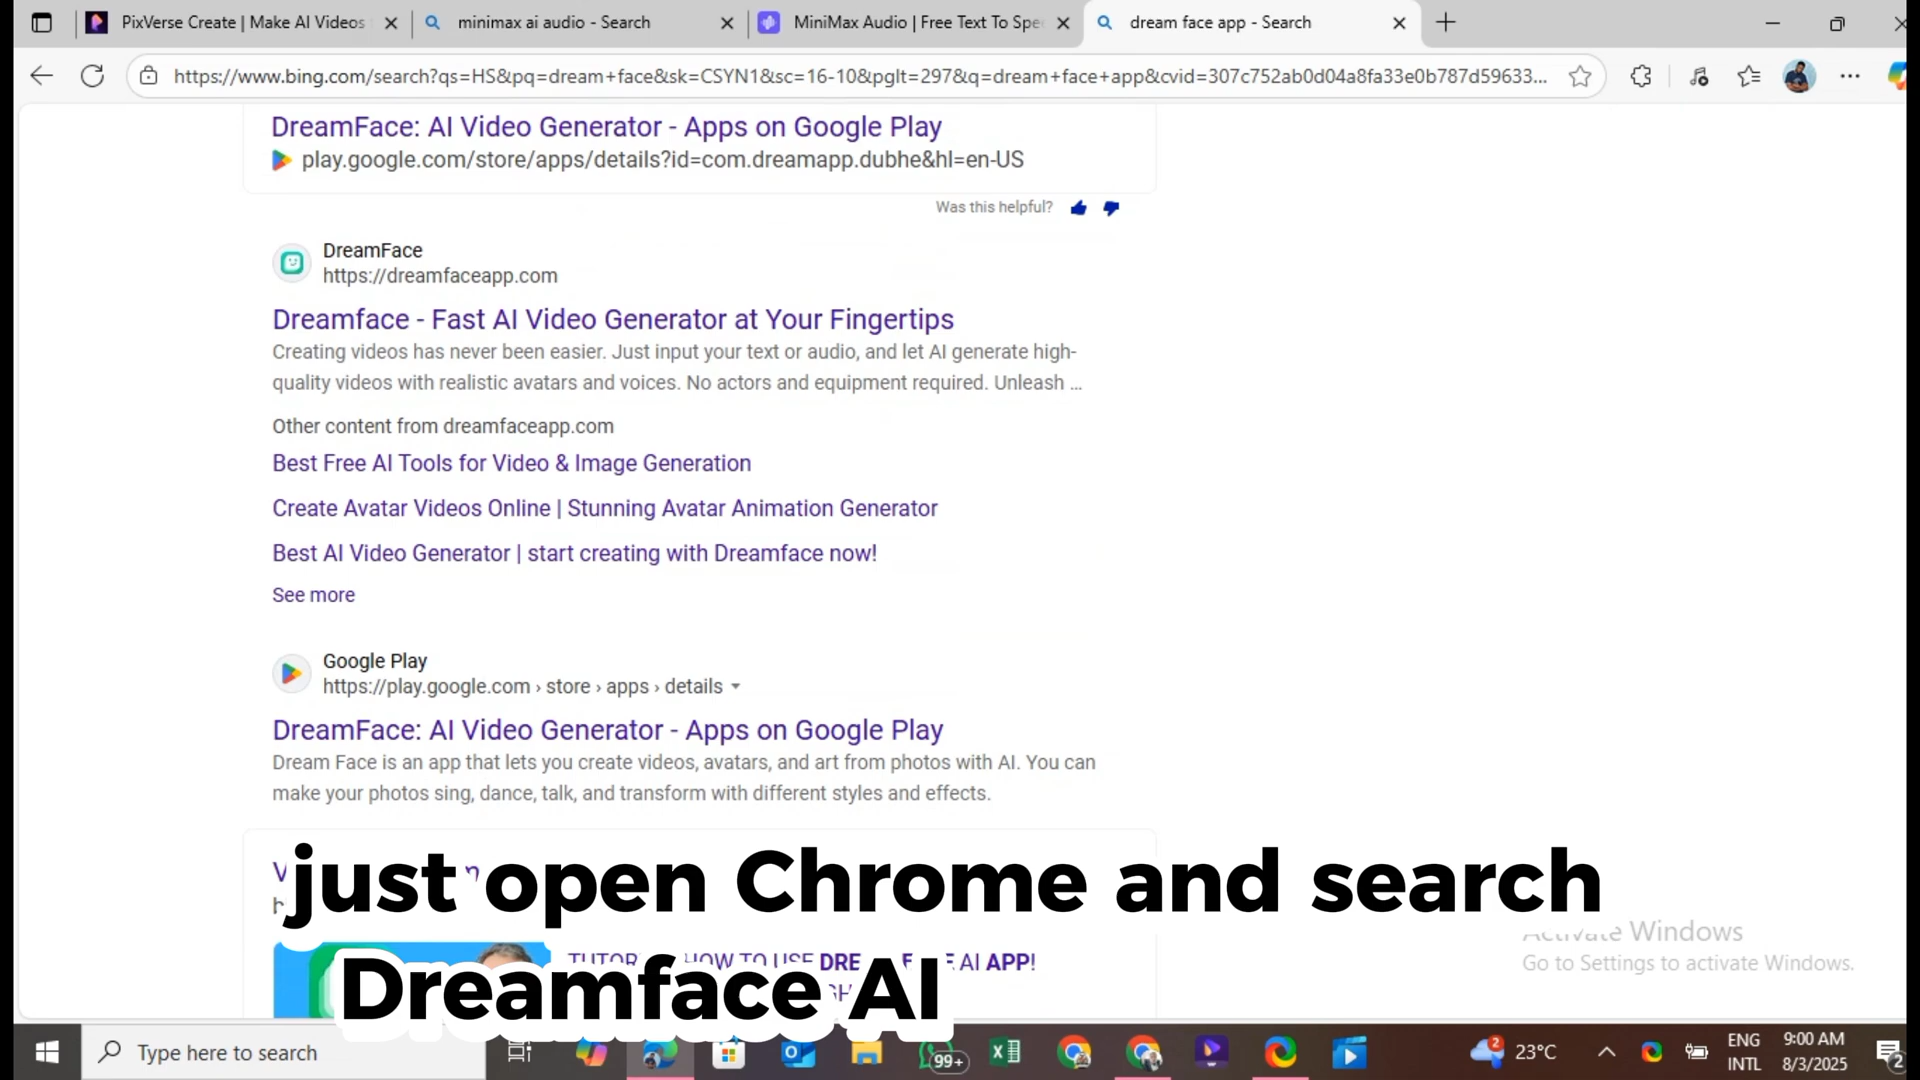 PixVerse Create | Make AI Videos
minimax ai audio - Search
MiniMax Audio | Free Text To Spe
dream face app - Search
https://www.bing.com/search?qs=HS&pq=dream+face&sk=CSYN1&sc=16-10&pglt=297&q=dream+face+app&cvid=307c752ab0d04a8fa33e0b787d59633...
DreamFace: AI Video Generator - Apps on Google Play
play.google.com/store/apps/details?id=com.dreamapp.dubhe&hl=en-US
Was this helpful?
DreamFace
https://dreamfaceapp.com
Dreamface - Fast AI Video Generator at Your Fingertips
Creating videos has never been easier. Just input your text or audio, and let AI generate high-
quality videos with realistic avatars and voices. No actors and equipment required. Unleash ...
Other content from dreamfaceapp.com
Best Free AI Tools for Video & Image Generation
Create Avatar Videos Online | Stunning Avatar Animation Generator
Best AI Video Generator | start creating with Dreamface now!
See more
Google Play
https://play.google.com › store › apps › details
DreamFace: AI Video Generator - Apps on Google Play
Dream Face is an app that lets you create videos, avatars, and art from photos with AI. You can
make your photos sing, dance, talk, and transform with different styles and effects.
just open Chrome and search
Dreamface AI
HOW TO USE AI APP!
Activate Windows
Go to Settings to activate Windows.
Type here to search
99+
2
23°C
ENG
INTL
9:00 AM
8/3/2025
2